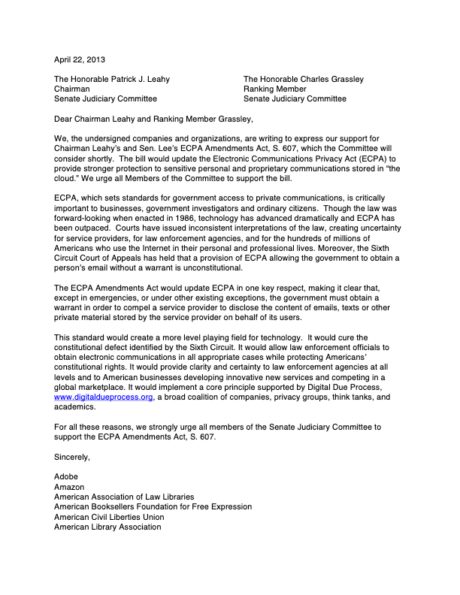 April 22, 2013
The Honorable Patrick J. Leahy
Chairman
Senate Judiciary Committee
The Honorable Charles Grassley
Ranking Member
Senate Judiciary Committee
Dear Chairman Leahy and Ranking Member Grassley,
We, the undersigned companies and organizations, are writing to express our support for
Chairman Leahy's and Sen. Lee's ECPA Amendments Act, S. 607, which the Committee will
consider shortly. The bill would update the Electronic Communications Privacy Act (ECPA) to
provide stronger protection to sensitive personal and proprietary communications stored in "the
cloud." We urge all Members of the Committee to support the bill.
ECPA, which sets standards for government access to private communications, is critically
important to businesses, government investigators and ordinary citizens. Though the law was
forward-looking when enacted in 1986, technology has advanced dramatically and ECPA has
been outpaced. Courts have issued inconsistent interpretations of the law, creating uncertainty
for service providers, for law enforcement agencies, and for the hundreds of millions of
Americans who use the Internet in their personal and professional lives. Moreover, the Sixth
Circuit Court of Appeals has held that a provision of ECPA allowing the government to obtain a
person's email without a warrant is unconstitutional.
The ECPA Amendments Act would update ECPA in one key respect, making it clear that,
except in emergencies, or under other existing exceptions, the government must obtain a
warrant in order to compel a service provider to disclose the content of emails, texts or other
private material stored by the service provider on behalf of its users.
This standard would create a more level playing field for technology. It would cure the
constitutional defect identified by the Sixth Circuit. It would allow law enforcement officials to
obtain electronic communications in all appropriate cases while protecting Americans'
constitutional rights. It would provide clarity and certainty to law enforcement agencies at all
levels and to American businesses developing innovative new services and competing in a
global marketplace. It would implement a core principle supported by Digital Due Process,
www.digitaldueprocess.org, a broad coalition of companies, privacy groups, think tanks, and
academics.
For all these reasons, we strongly urge all members of the Senate Judiciary Committee to
support the ECPA Amendments Act, S. 607.
Sincerely,
Adobe
Amazon
American Association of Law Libraries
American Booksellers Foundation for Free Expression
American Civil Liberties Union
American Library Association